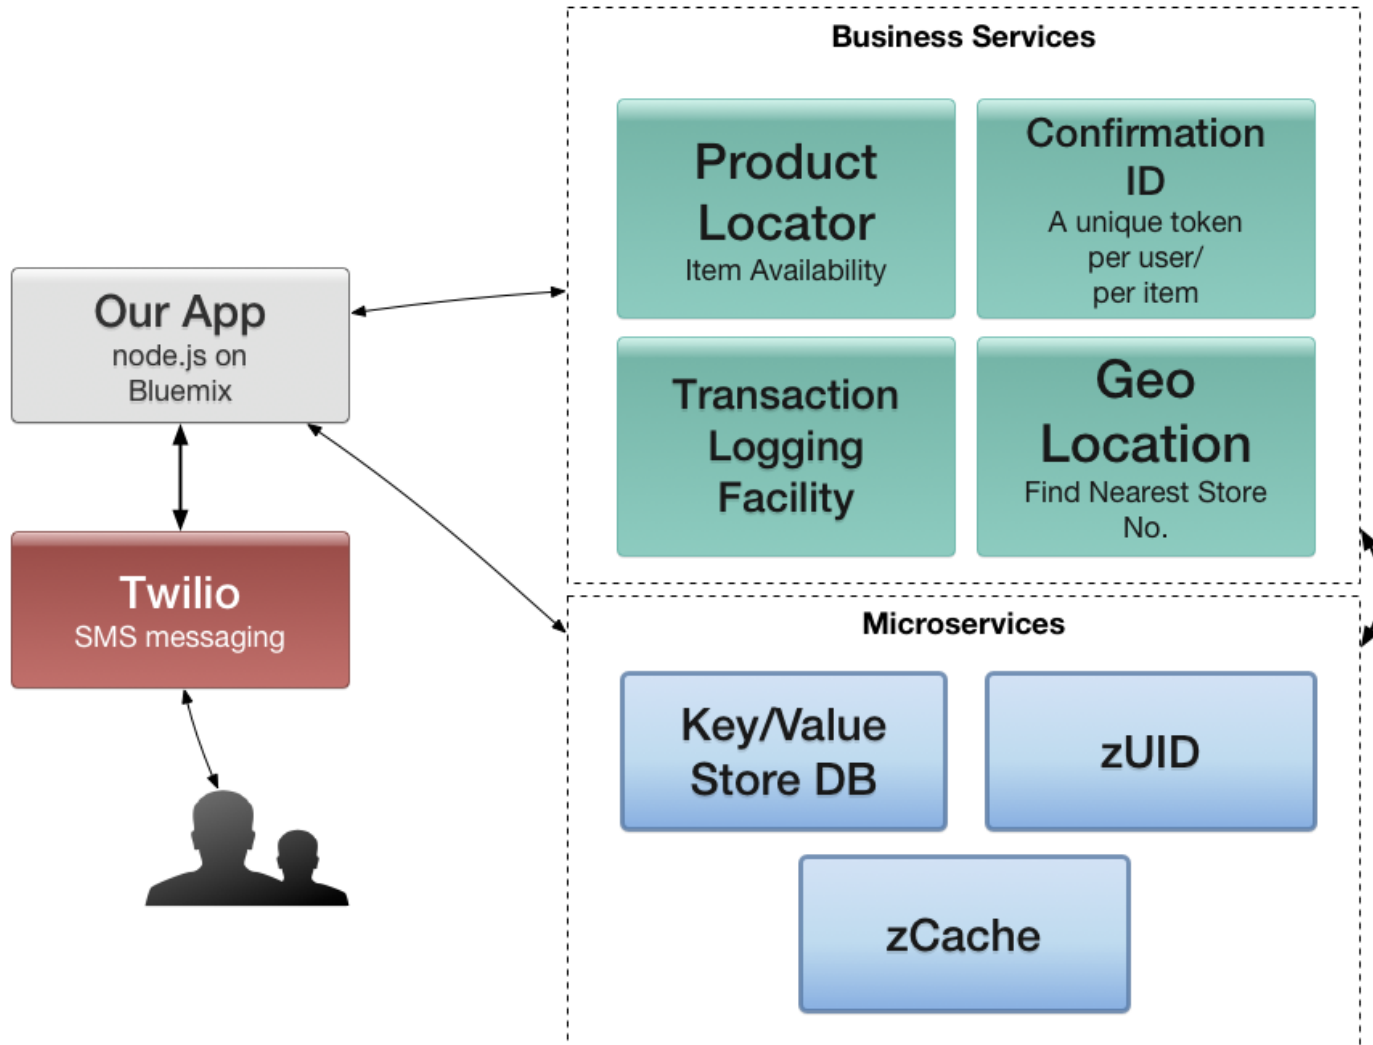 Business Services
Product
Locator
Item Availability
Confirmation
ID
A unique token
per user/
per item
Our App
node.js on
Bluemix
Transaction
Logging
Facility
Geo
Location
Find Nearest Store
No.
Twilio
SMS messaging
Microservices
Key/Value
Store DB
zUID
zCache